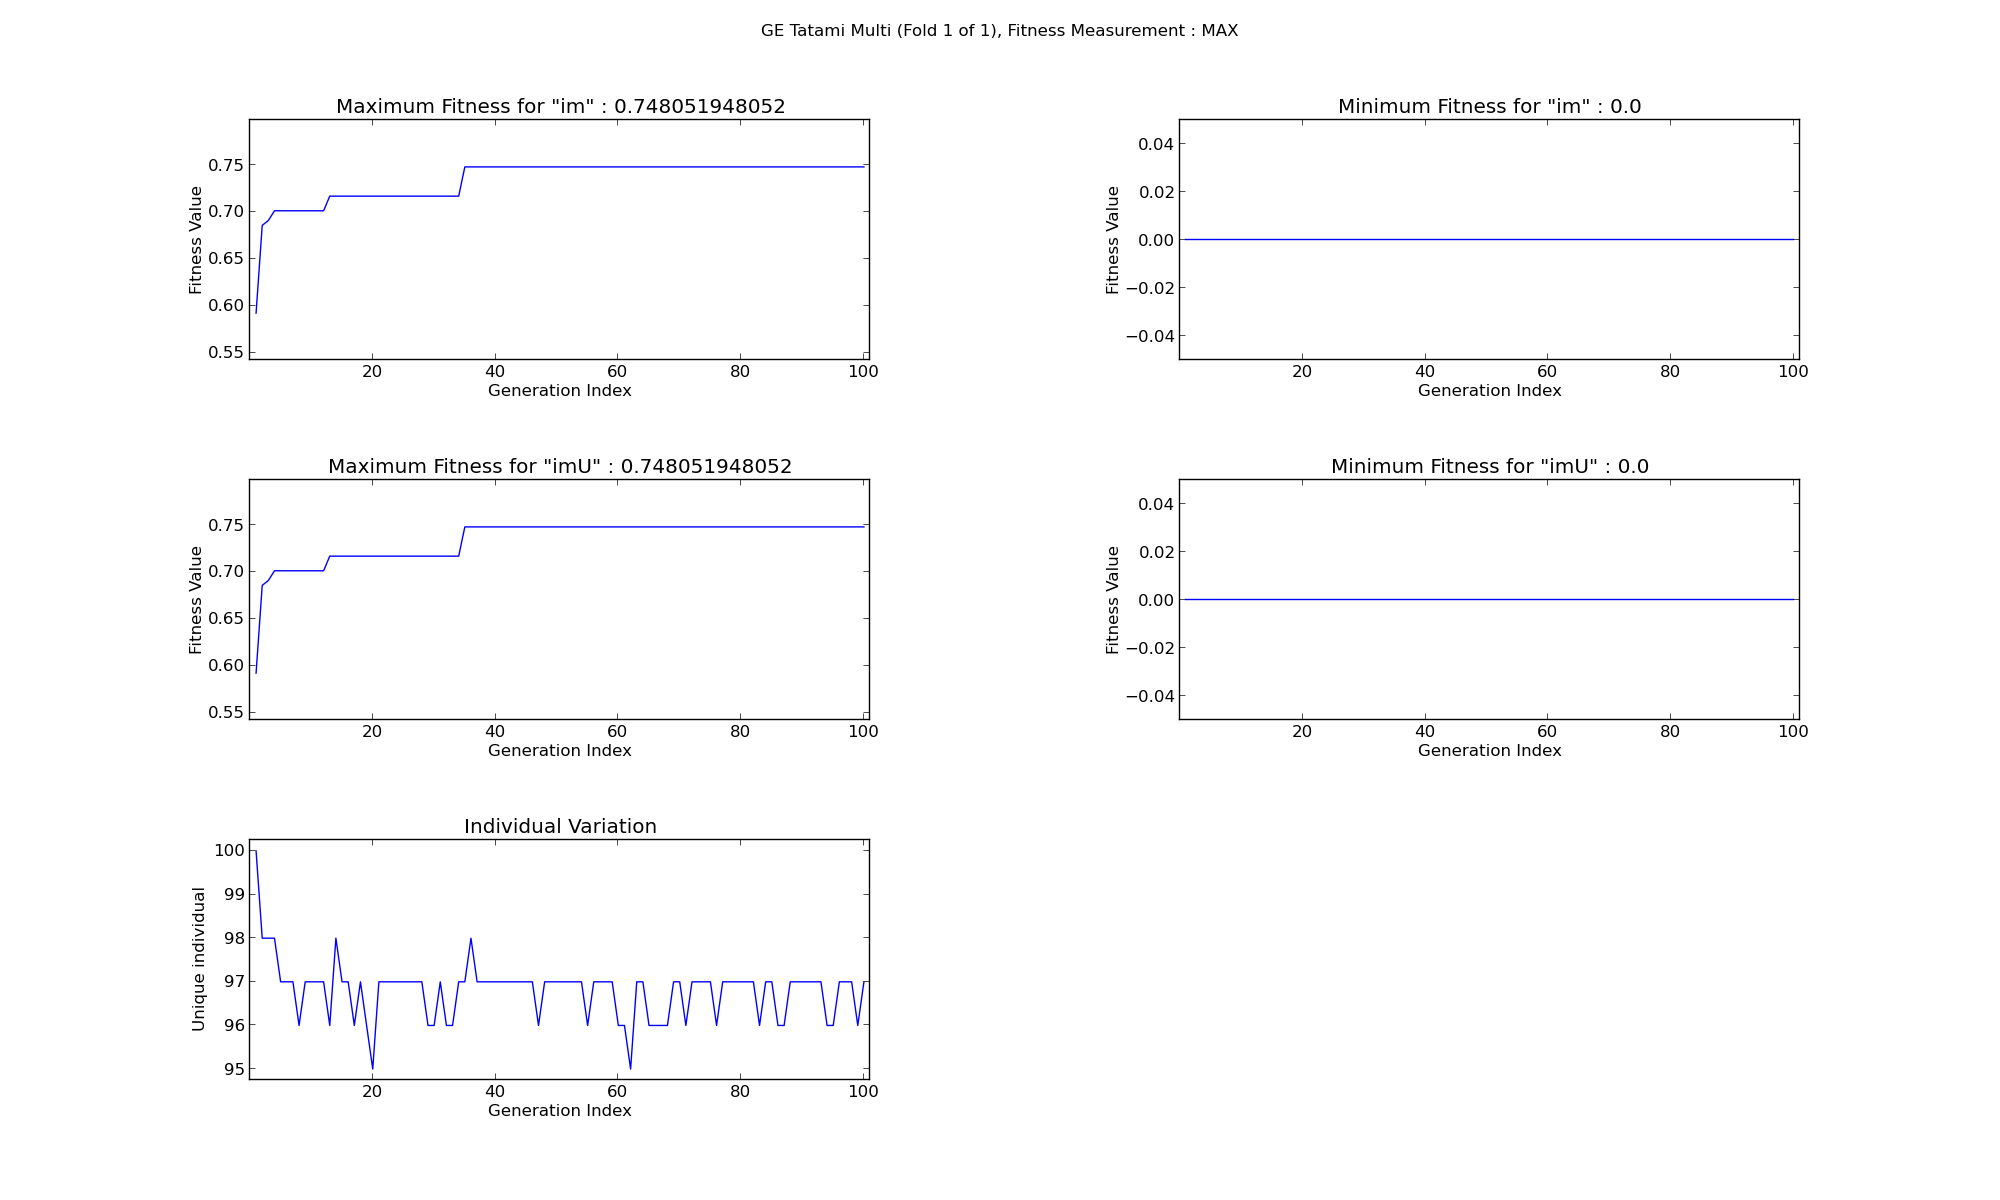 GE Tatami Multi (Fold 1 of 1), Fitness Measurement : MAX
Maximum Fitness for "im" : 0.748051948052
Fitness Value
0.75
0.70
0.65
0.60
0.55
20 40 60 80 100
Generation Index
Minimum Fitness for "im" : 0.0
Fitness Value
0.04
0.02
0.00
−0.02
−0.04
20 40 60 80 100
Generation Index
Maximum Fitness for "imU" : 0.748051948052
Fitness Value
0.75
0.70
0.65
0.60
0.55
20 40 60 80 100
Generation Index
Minimum Fitness for "imU" : 0.0
Fitness Value
0.04
0.02
0.00
−0.02
−0.04
20 40 60 80 100
Generation Index
Individual Variation
Unique individual
100
99
98
97
96
95
20 40 60 80 100
Generation Index